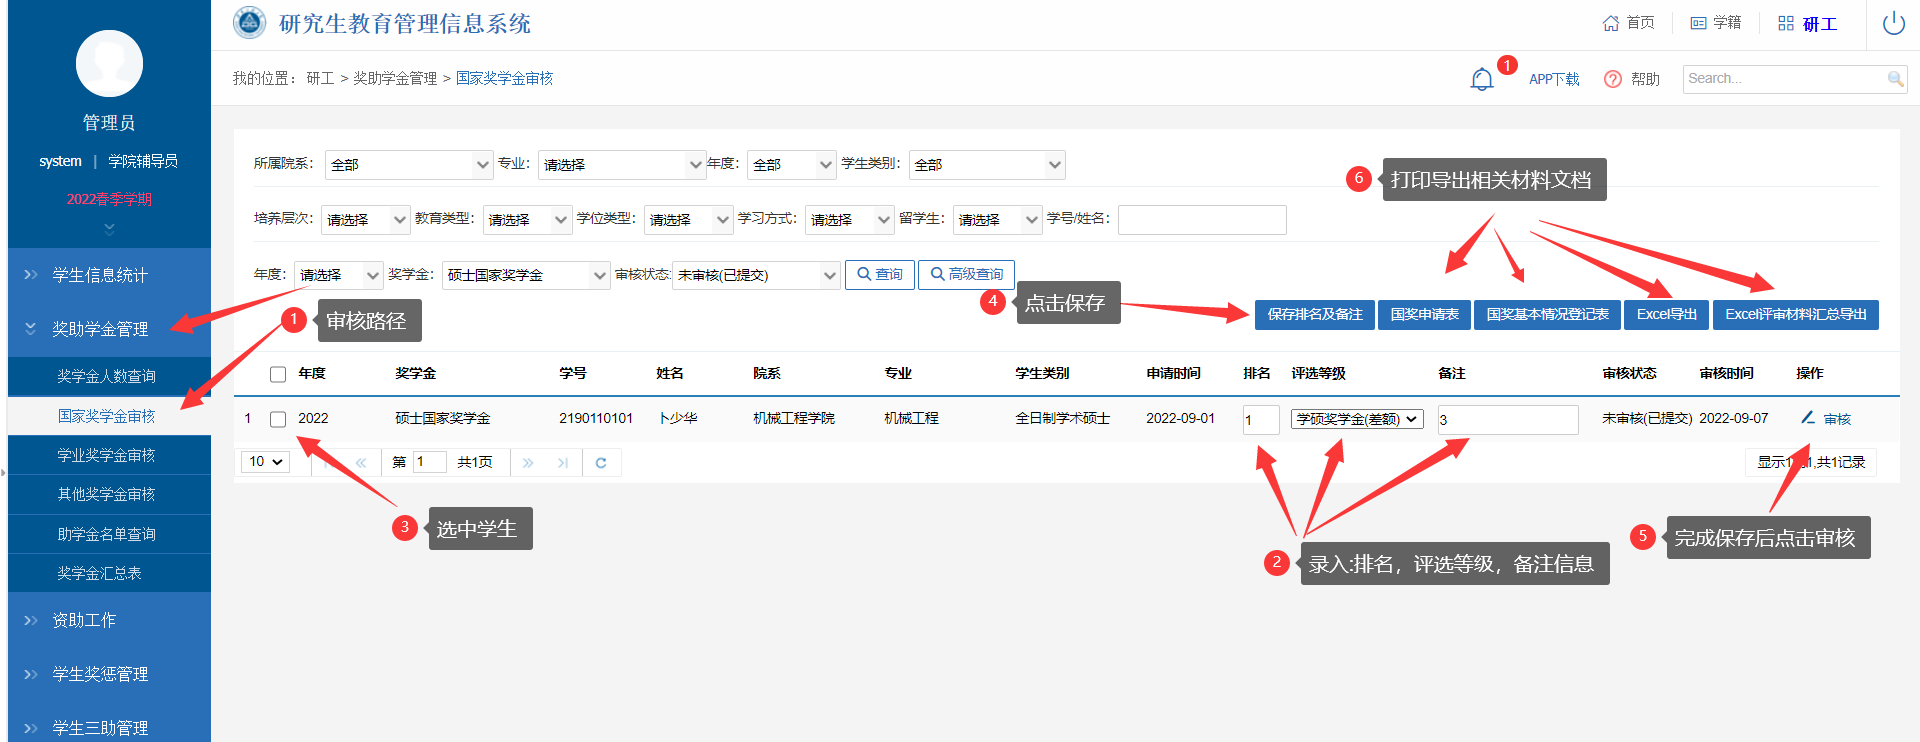 研究生教育管理信息系统
首页
学籍
研工
管理员
system | 学院辅导员
2022春季学期
我的位置： 研工 > 奖助学金管理 > 国家奖学金审核
1
APP下载
帮助
Search...
学生信息统计
奖助学金管理
奖学金人数查询
国家奖学金审核
学业奖学金审核
其他奖学金审核
助学金名单查询
奖学金汇总表
资助工作
学生奖惩管理
学生三助管理
所属院系： 全部 专业： 请选择 年度： 全部 学生类别： 全部
6 打印导出相关材料文档
培养层次： 请选择 教育类型： 请选择 学位类型： 请选择 学习方式： 请选择 留学生： 请选择 学号/姓名：
年度： 请选择 奖学金： 硕士国家奖学金 审核状态: 未审核(已提交) 查询 高级查询
1 审核路径
4 点击保存
保存排名及备注 国奖申请表 国奖基本情况登记表 Excel导出 Excel评审材料汇总导出
年度 奖学金 学号 姓名 院系 专业 学生类别 申请时间 排名 评选等级 备注 审核状态 审核时间 操作
1 2022 硕士国家奖学金 2190110101 卜少华 机械工程学院 机械工程 全日制学术硕士 2022-09-01 1 学硕奖学金(差额) 3 未审核(已提交) 2022-09-07 审核
10 第 1 共1页
显示1 1,共1记录
3 选中学生
2 录入:排名，评选等级，备注信息
5 完成保存后点击审核